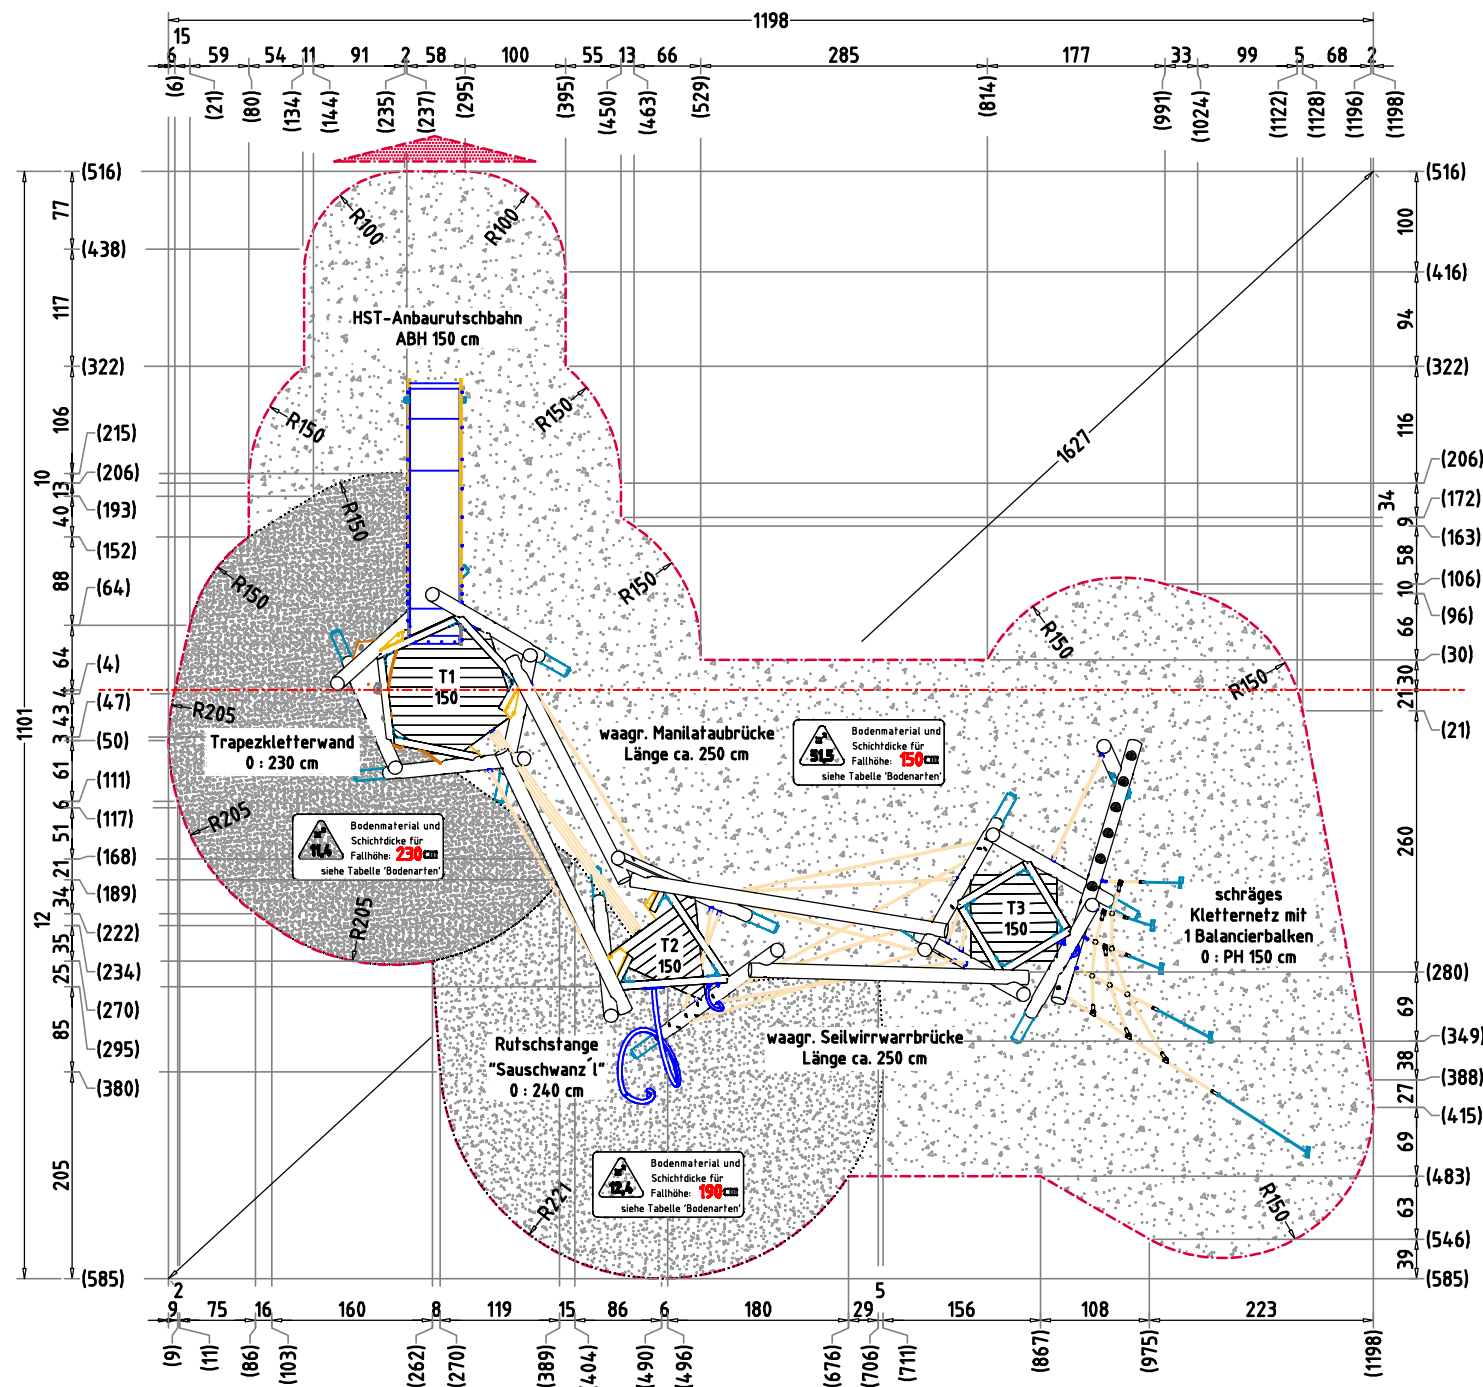 1198
15
6 59 54 11 91 2 58 100 55 13 66 285 177 33 99 5 68 2
(6) (21) (80) (134) (144) (235) (237) (295) (395) (450) (463) (529) (814) (991) (1024) (1122) (1128) (1196) (1198)
1101
77
117
106
10
13
40
88
64
4
43
3
61
6
51
21
34
12
35
25
85
205
(516)
(438)
(322)
(215)
(206)
(193)
(152)
(64)
(4)
(47)
(50)
(111)
(117)
(168)
(189)
(222)
(234)
(270)
(295)
(380)
(585)
R100
R100
HST-Anbaurutschbahn
ABH 150 cm
R150
R150
R150
R150
R150
R150
R150
1627
T1
150
R205
Trapezkletterwand
0 : 230 cm
R205
R205
waagr. Manilataubrücke
Länge ca. 250 cm
51,5
Bodenmaterial und
Schichtdicke für
Fallhöhe: 150cm
siehe Tabelle 'Bodenarten'
11,4
Bodenmaterial und
Schichtdicke für
Fallhöhe: 230cm
siehe Tabelle 'Bodenarten'
T2
150
T3
150
schräges
Kletternetz mit
1 Balancierbalken
0 : PH 150 cm
Rutschstange
"Sauschwanz´l"
0 : 240 cm
waagr. Seilwirrwarrbrücke
Länge ca. 250 cm
12,4
Bodenmaterial und
Schichtdicke für
Fallhöhe: 190cm
siehe Tabelle 'Bodenarten'
R221
R150
100
94
116
34
9
58
10
66
30
21
260
69
38
27
69
63
39
(516)
(416)
(322)
(206)
(172)
(163)
(106)
(96)
(30)
(21)
(280)
(349)
(388)
(415)
(483)
(546)
(585)
2 5
9 75 16 160 8 119 15 86 6 180 29 156 108 223
(9) (11) (86) (103) (262) (270) (389) (404) (490) (496) (676) (706) (711) (867) (975) (1198)